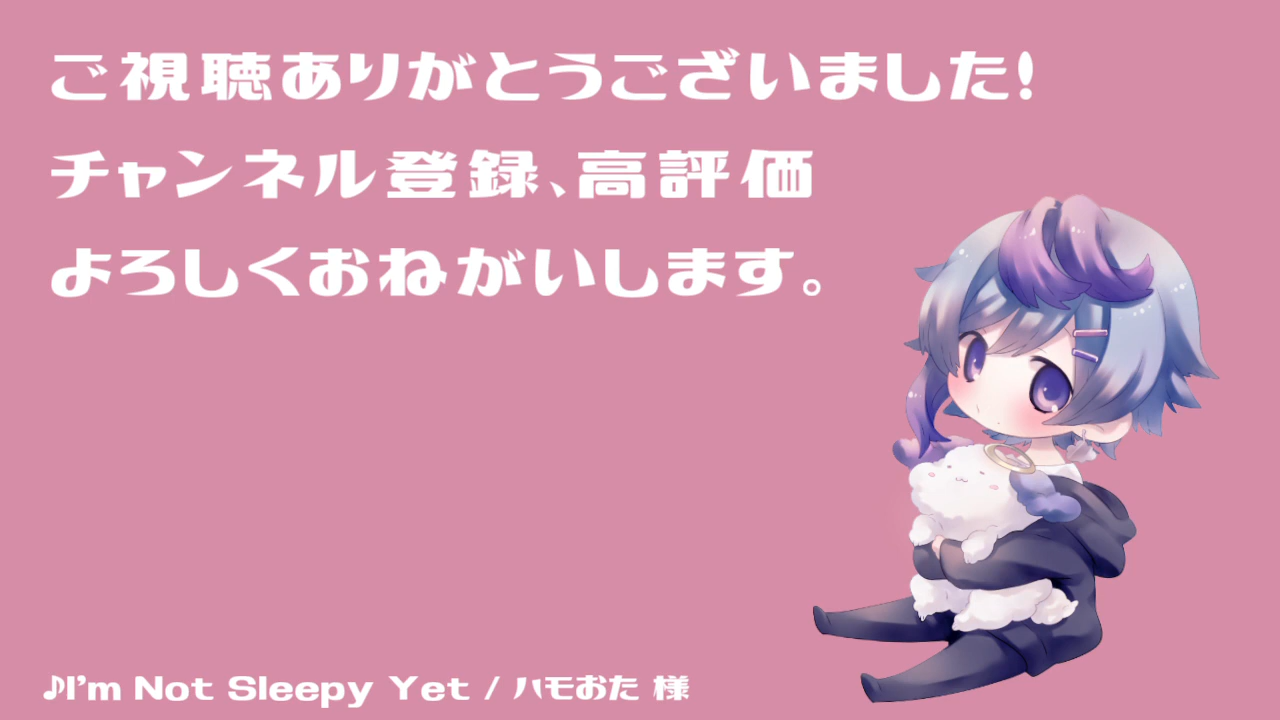 ご視聴ありがとうございました!
チャンネル登録、高評価
よろしくおねがいします。
♪I'm Not Sleepy Yet / ハモおた 様